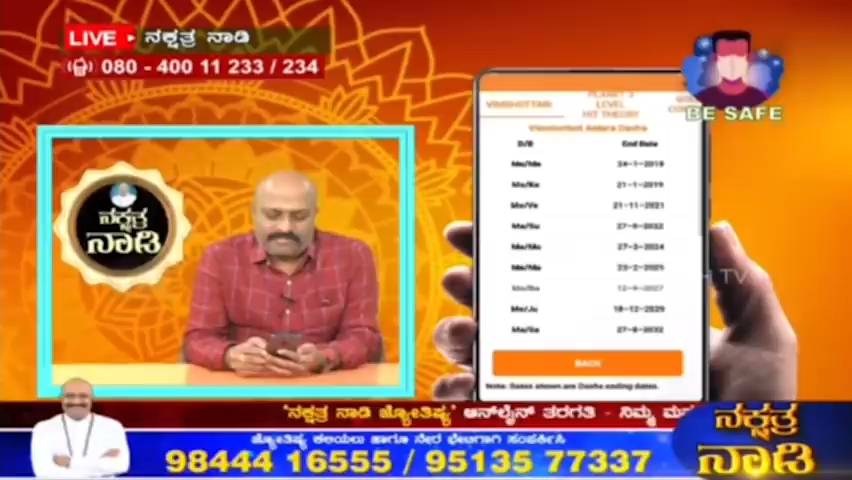 LIVE ನಕ್ಷತ್ರ ನಾಡಿ
080 - 400 11 233 / 234
BE SAFE
ನಕ್ಷತ್ರ
ನಾಡಿ
VIMSHOTTARI
PLANET 3
LEVEL
HIT THEORY
Vimshottari Antara Dasha
D/B End Date
Me/Me 24-1-2018
Me/Ke 21-1-2019
Me/Ve 21-11-2021
Me/Su 27-9-2022
Me/Mo 27-2-2024
Me/Ma 23-2-2025
Me/Ra 12-9-2027
Me/Ju 18-12-2029
Me/Sa 27-8-2032
BACK
Note: Dates shown are Dasha ending dates.
'ನಕ್ಷತ್ರ ನಾಡಿ ಜ್ಯೋತಿಷ್ಯ' ಆನ್‌ಲೈನ್ ತರಗತಿ - ನಿಮ್ಮ
ಜ್ಯೋತಿಷ್ಯ ಕಲಿಯಲು ಹಾಗೂ ನೇರ ಭೇಟಿಗಾಗಿ ಸಂಪರ್ಕಿಸಿ
98444 16555 / 95135 77337
ನಕ್ಷತ್ರ
ನಾಡಿ